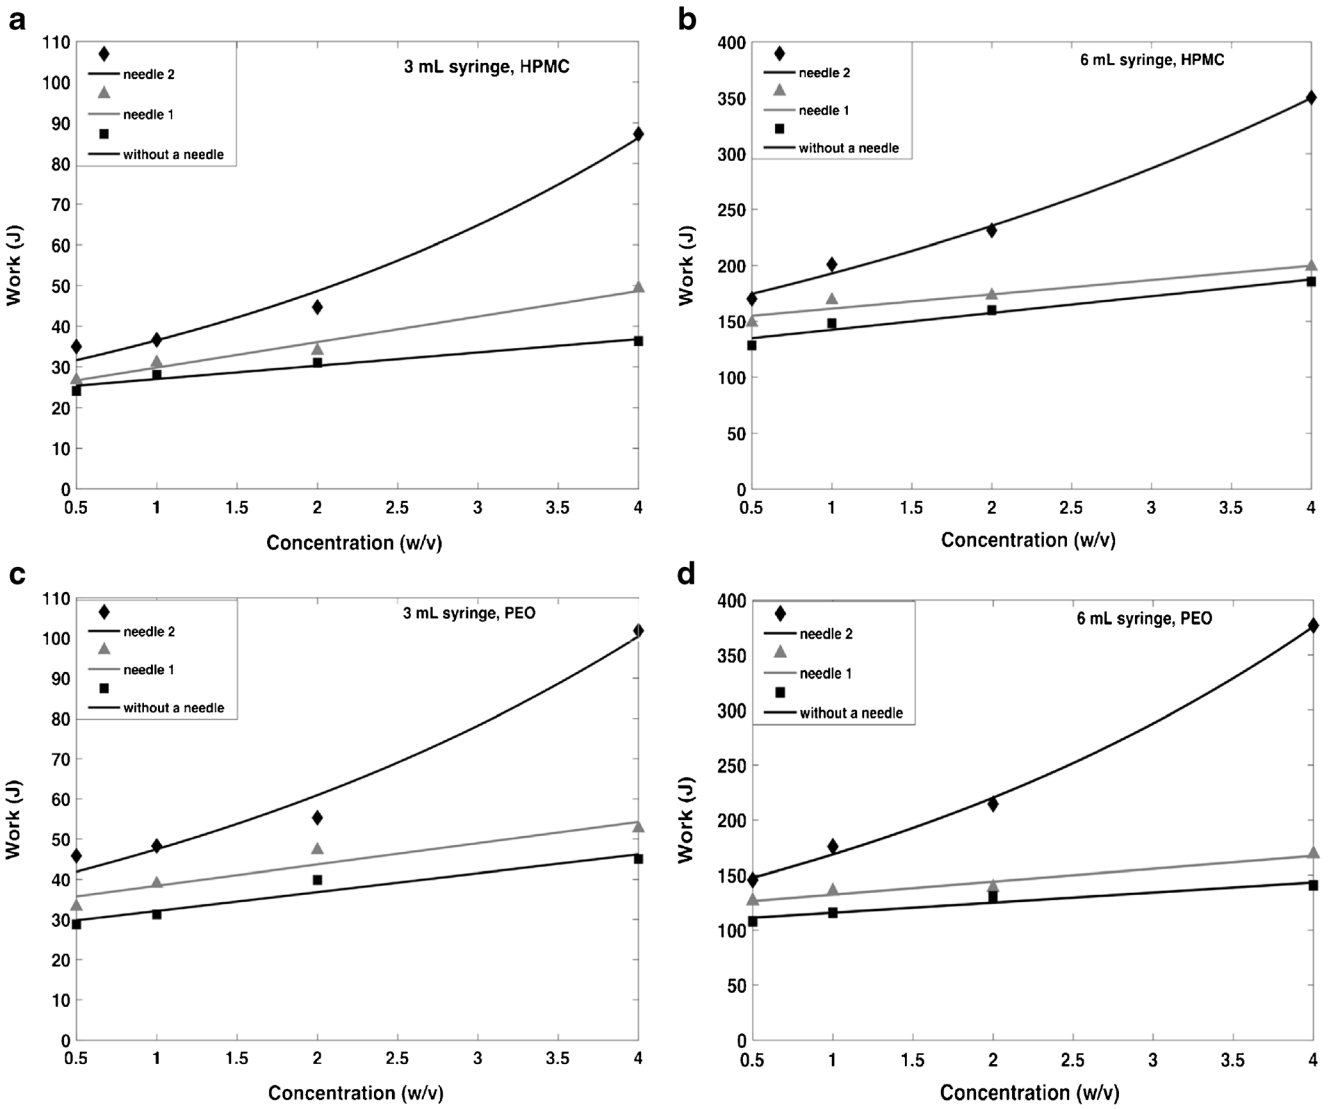 a
110
100
90
80
70
60
50
40
30
20
10
0
Work (J)
needle 2
needle 1
without a needle
3 mL syringe, HPMC
0.5 1 1.5 2 2.5 3 3.5 4
Concentration (w/v)
b
400
350
300
250
200
150
100
50
0
Work (J)
needle 2
needle 1
without a needle
6 mL syringe, HPMC
0.5 1 1.5 2 2.5 3 3.5 4
Concentration (w/v)
c
110
100
90
80
70
60
50
40
30
20
10
0
Work (J)
needle 2
needle 1
without a needle
3 mL syringe, PEO
0.5 1 1.5 2 2.5 3 3.5 4
Concentration (w/v)
d
400
350
300
250
200
150
100
50
0
Work (J)
needle 2
needle 1
without a needle
6 mL syringe, PEO
0.5 1 1.5 2 2.5 3 3.5 4
Concentration (w/v)